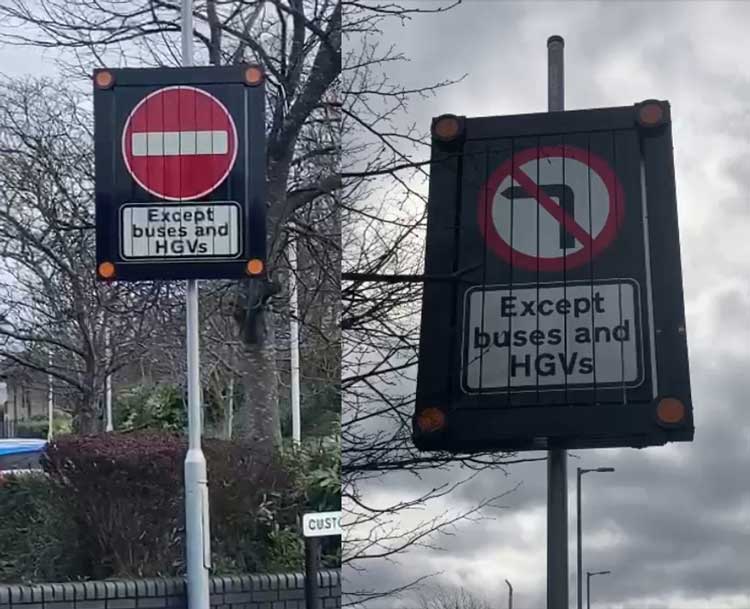 Except
buses and
HGVs
Except
buses and
HGVs